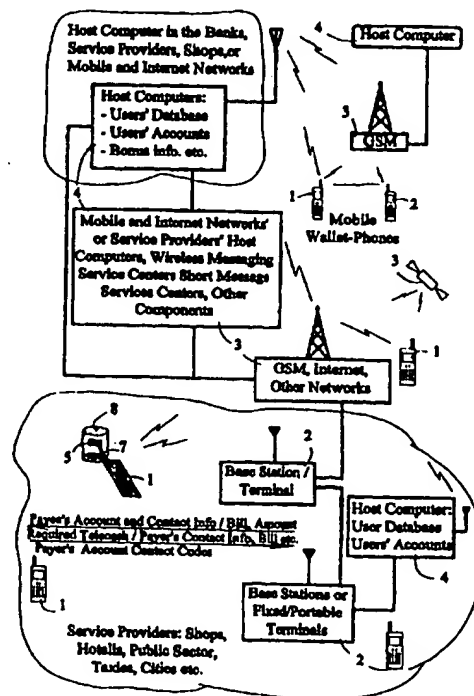 Host Computer in the Banks,
Service Providers, Shops, or
Mobile and Internet Networks
Host Computers:
- Users' Database
- Users' Accounts
- Bonus Info. etc.
4
4
Host Computer
3
GSM
1
2
Mobile
Wallet-Phones
3
Mobile and Internet Networks'
or Service Providers' Host
Computers, Wireless Messaging
Service Centers Short Message
Services Centers, Other
Components
3
GSM, Internet,
Other Networks
1
1
8
5
7
1
2
Base Station /
Terminal
Host Computer:
User Database
Users' Accounts
4
Payer's Account and Contact Info / Bill, Amount
Required Telecash / Payer's Contact Info, Bill etc.
Payer's Account Contact Codes
1
Base Stations or
Fixed/Portable
Terminals
2
Service Providers: Shops,
Hotells, Public Sector,
Taxies, Cities etc.